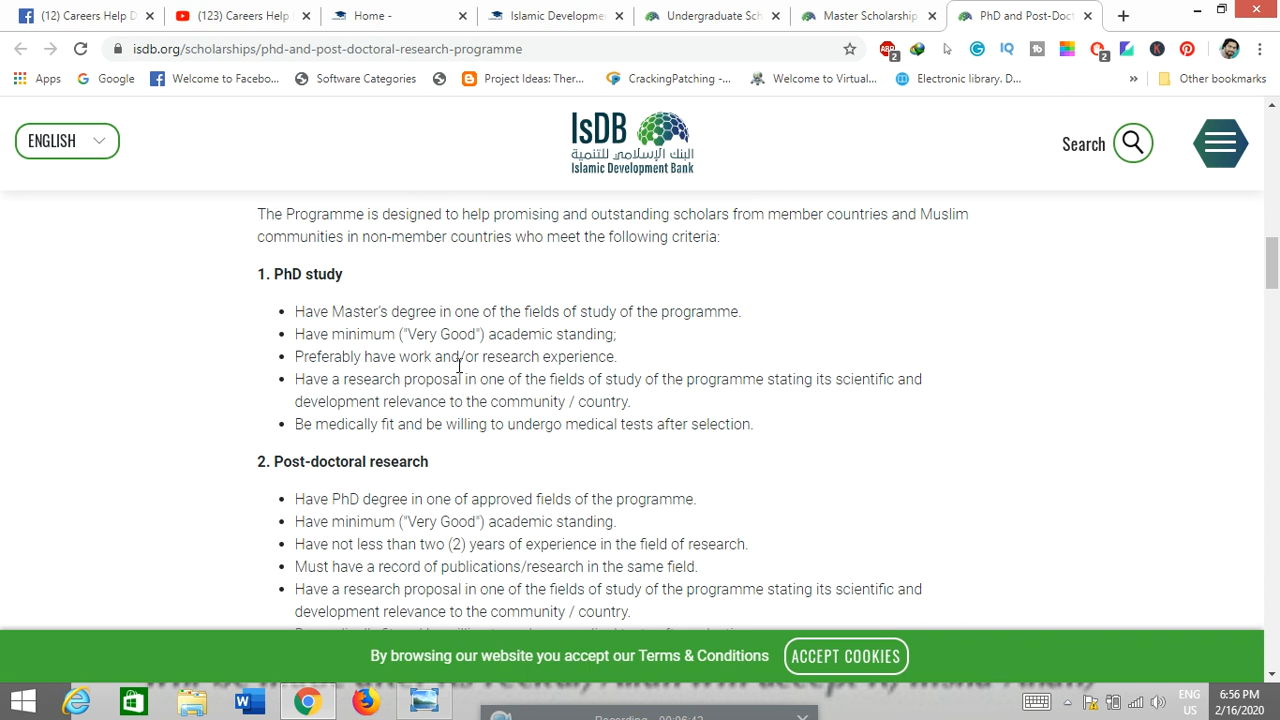 (12) Careers Help D
(123) Careers Help
Home -
Islamic Developme
Undergraduate Sch
Master Scholarship
PhD and Post-Doct
isdb.org/scholarships/phd-and-post-doctoral-research-programme
2
2
Apps
Google
Welcome to Facebo...
Software Categories
Project Ideas: Ther...
CrackingPatching -...
Welcome to Virtual...
Electronic library. D...
»
Other bookmarks
ENGLISH
IsDB
البنك الإسلامي للتنمية
Islamic Development Bank
Search
The Programme is designed to help promising and outstanding scholars from member countries and Muslim
communities in non-member countries who meet the following criteria:
1. PhD study
• Have Master's degree in one of the fields of study of the programme.
• Have minimum ("Very Good") academic standing;
• Preferably have work and/or research experience.
• Have a research proposal in one of the fields of study of the programme stating its scientific and
development relevance to the community / country.
• Be medically fit and be willing to undergo medical tests after selection.
2. Post-doctoral research
• Have PhD degree in one of approved fields of the programme.
• Have minimum ("Very Good") academic standing.
• Have not less than two (2) years of experience in the field of research.
• Must have a record of publications/research in the same field.
• Have a research proposal in one of the fields of study of the programme stating its scientific and
development relevance to the community / country.
By browsing our website you accept our Terms & Conditions
ACCEPT COOKIES
ENG
US
6:56 PM
2/16/2020
Recording 00:06:42